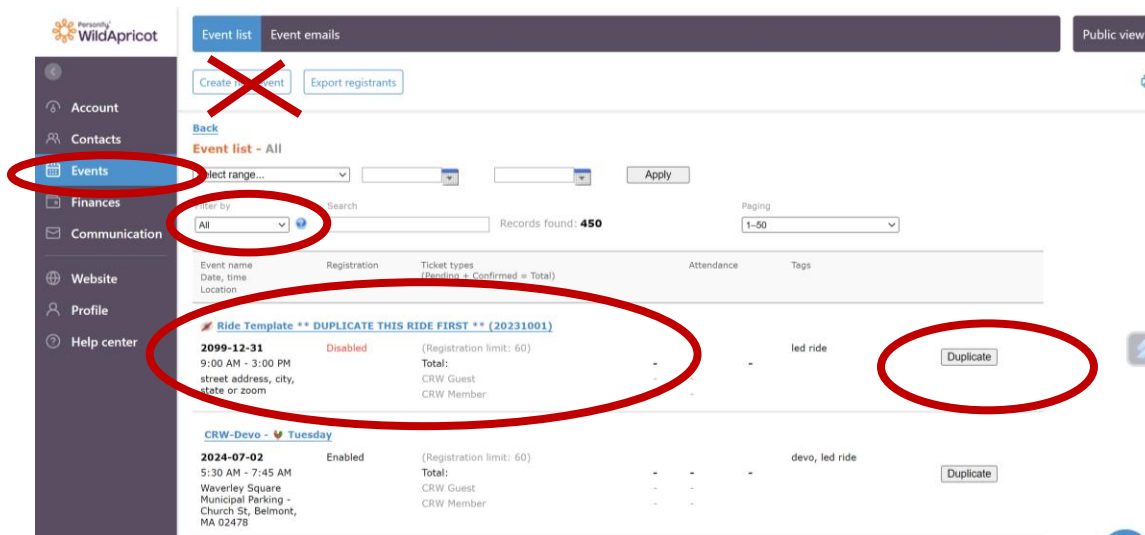 Personify
WildApricot
Event list Event emails
Public view
Create new event Export registrants
Account
Contacts
Events
Finances
Communication
Website
Profile
Help center
Back
Event list - All
Select range... Apply
Filter by Search Paging
All Records found: 450 1–50
Event name Registration Ticket types Attendance Tags
Date, time (Pending + Confirmed = Total)
Location
Ride Template ** DUPLICATE THIS RIDE FIRST ** (20231001)
2099-12-31 Disabled (Registration limit: 60) led ride
9:00 AM - 3:00 PM Total: - - Duplicate
street address, city, CRW Guest - -
state or zoom CRW Member - -
CRW-Devo - 🐓 Tuesday
2024-07-02 Enabled (Registration limit: 60) devo, led ride
5:30 AM - 7:45 AM Total: - - - Duplicate
Waverley Square CRW Guest - -
Municipal Parking - CRW Member - -
Church St, Belmont,
MA 02478